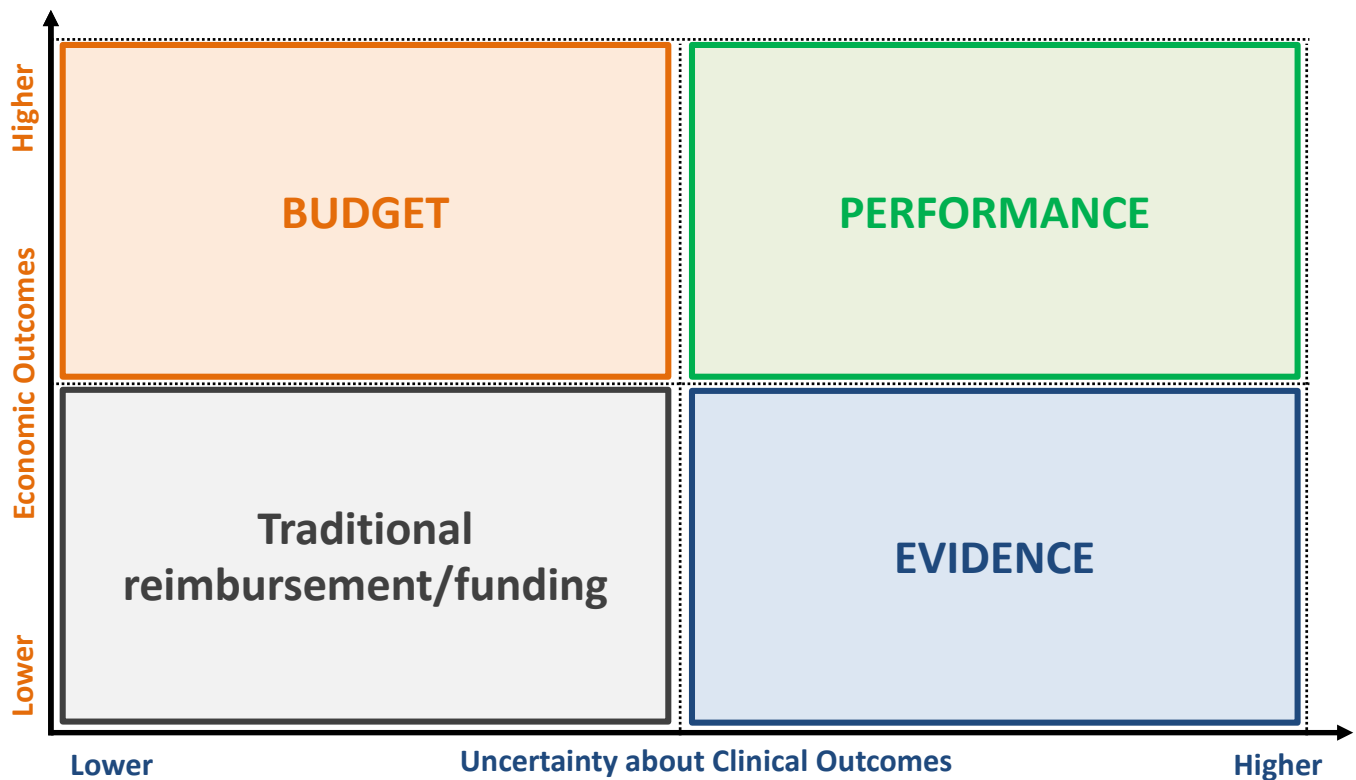 Higher
BUDGET
PERFORMANCE
Economic Outcomes
Traditional
reimbursement/funding
EVIDENCE
Lower
Lower
Uncertainty about Clinical Outcomes
Higher